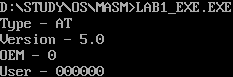 D:\STUDY\OS\MASM>LAB1_EXE.EXE
Type - AT
Version - 5.0
OEM - 0
User - 000000